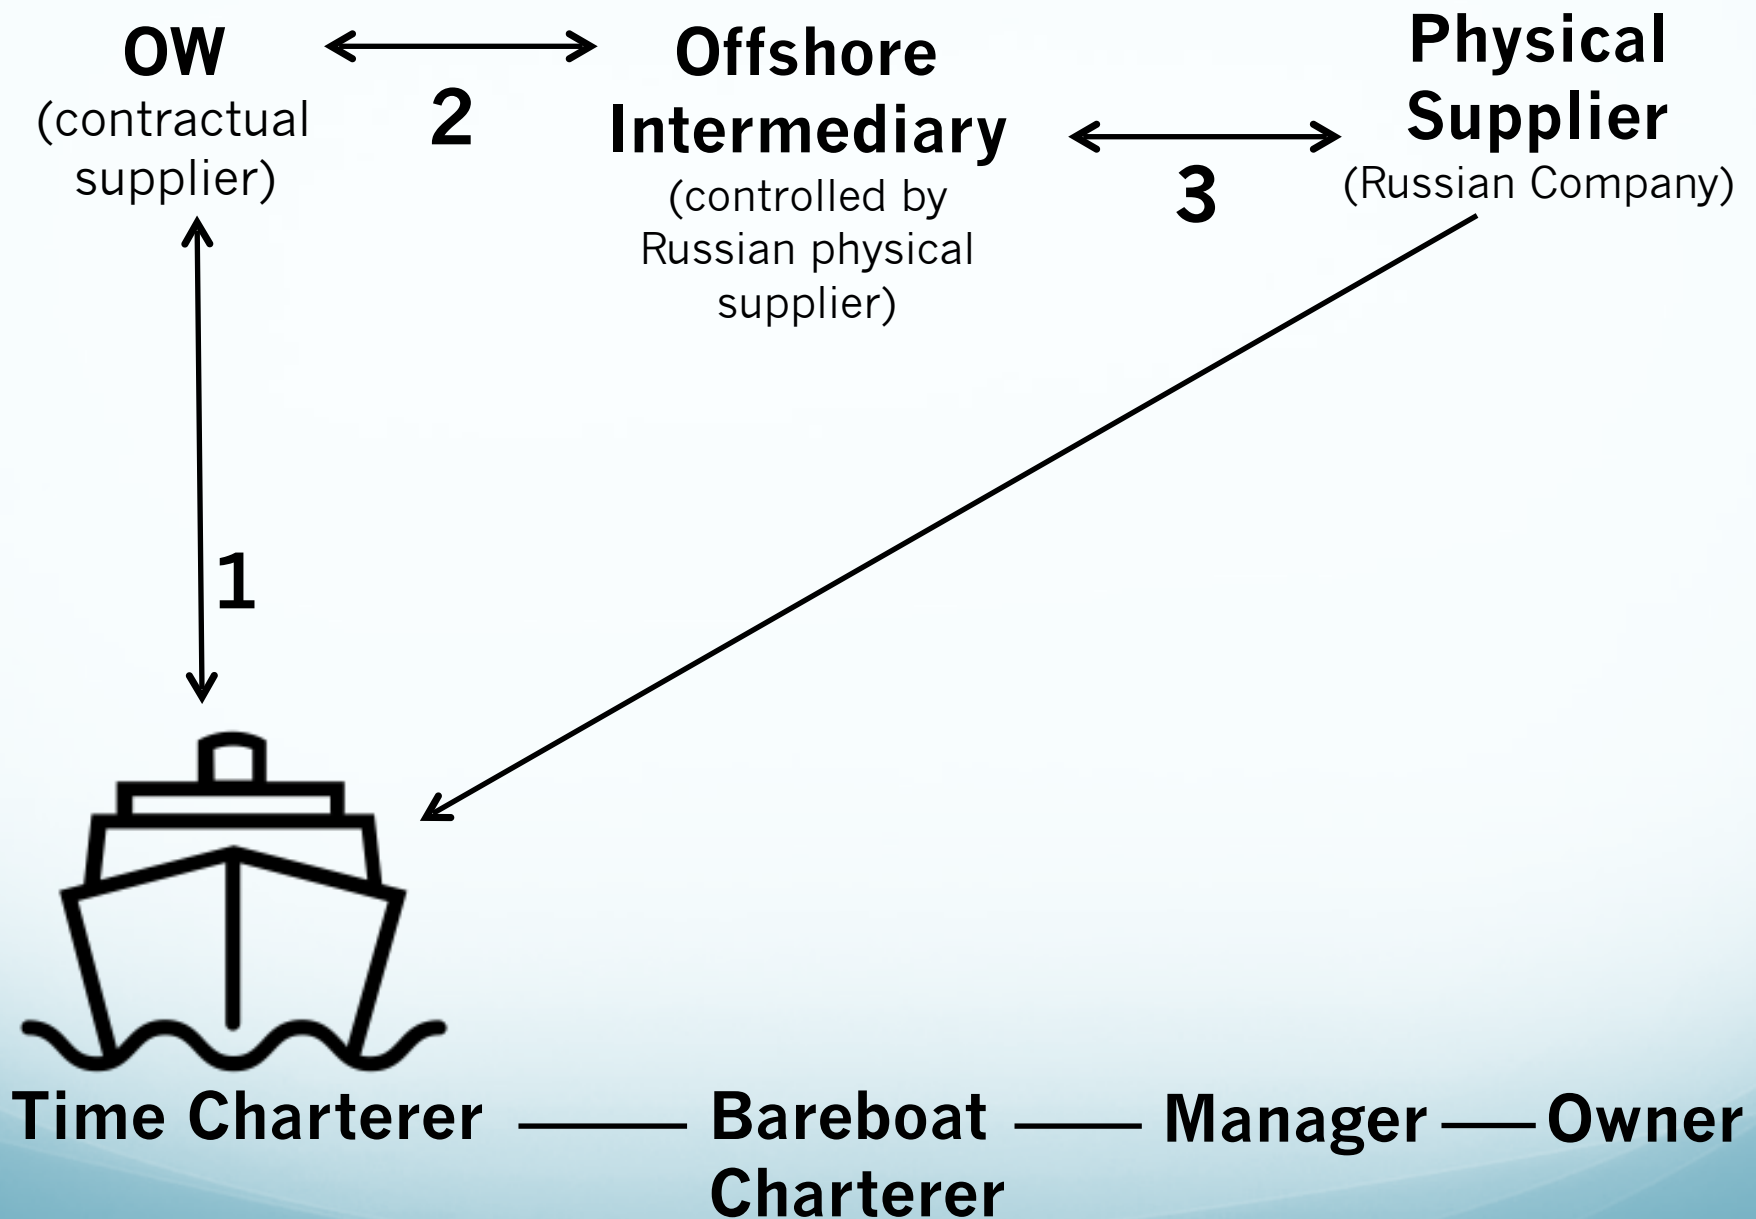 OW
(contractual
supplier)
2
Offshore
Intermediary
(controlled by
Russian physical
supplier)
3
Physical
Supplier
(Russian Company)
1
Time Charterer
Bareboat
Charterer
Manager
Owner